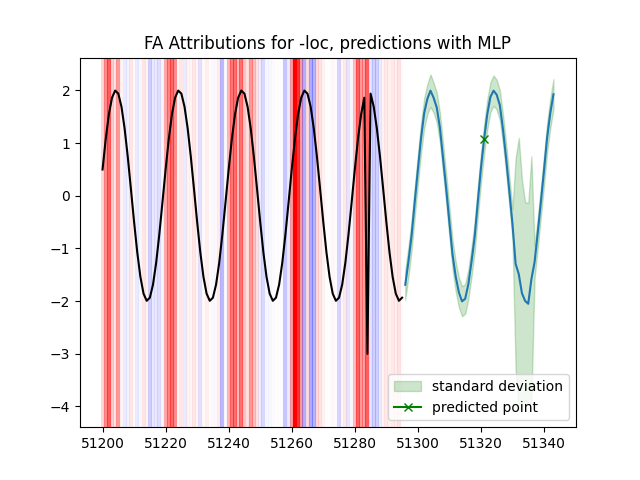 FA Attributions for -loc, predictions with MLP
2
1
0
−1
−2
−3
−4
standard deviation
predicted point
51200 51220 51240 51260 51280 51300 51320 51340